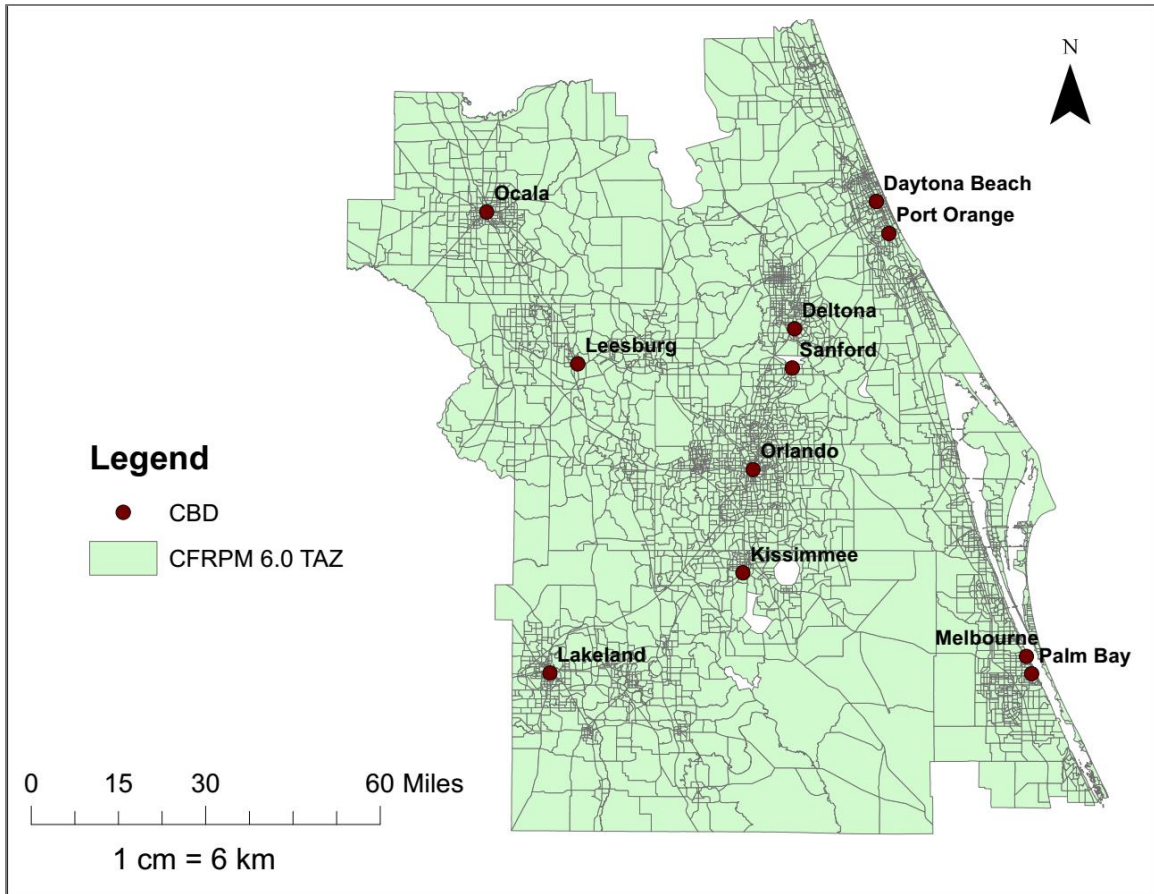 N
Daytona Beach
Ocala
Port Orange
Deltona
Sanford
Leesburg
Legend
Orlando
CBD
CFRPM 6.0 TAZ
Kissimmee
Melbourne
Lakeland
Palm Bay
0 15 30 60 Miles
1 cm = 6 km